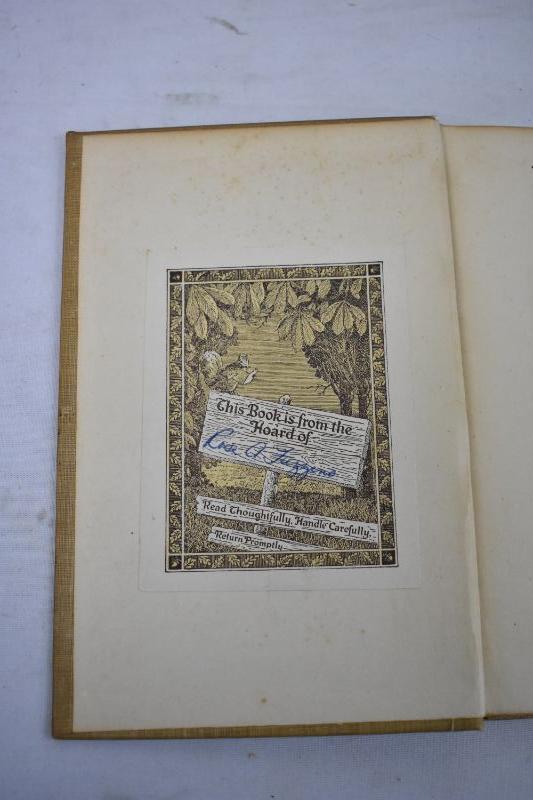 This Book is from the
Hoard of
A.
Read Thoughtfully, Handle Carefully,
Return Promptly